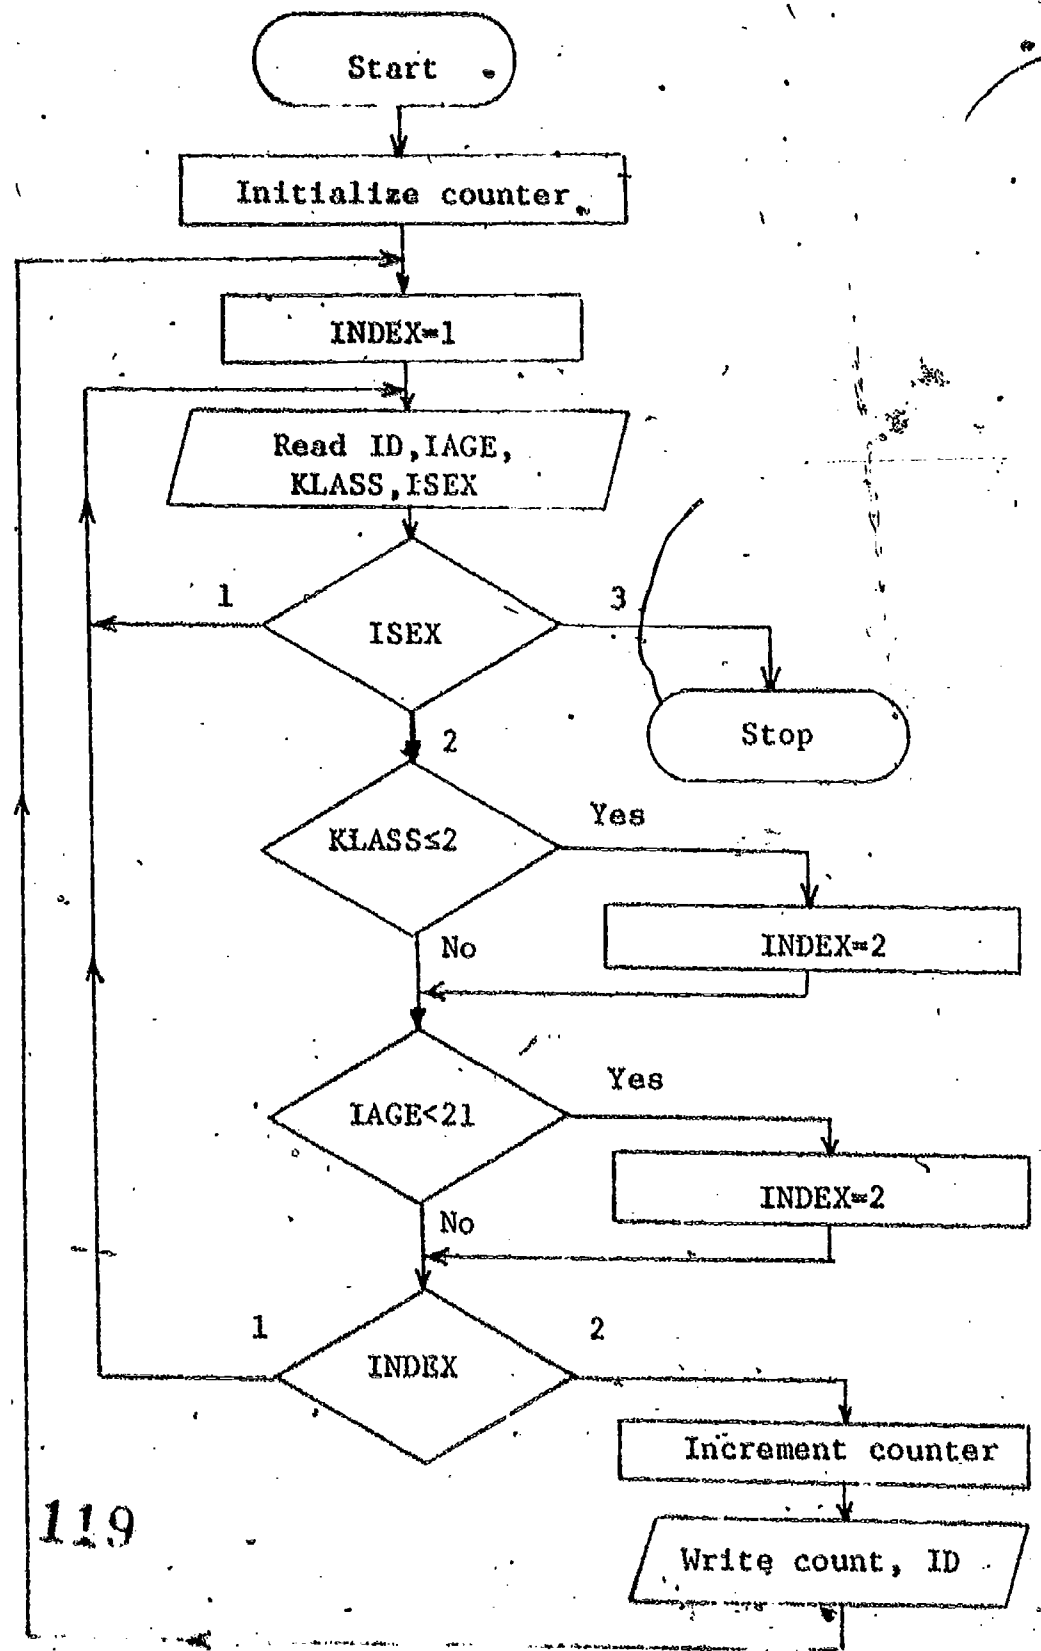 Start
Initialize counter
INDEX=1
Read ID,IAGE,
KLASS,ISEX
1
3
ISEX
Stop
2
Yes
KLASS≤2
No
INDEX=2
Yes
IAGE<21
INDEX=2
No
1
2
INDEX
Increment counter
119
Write count, ID